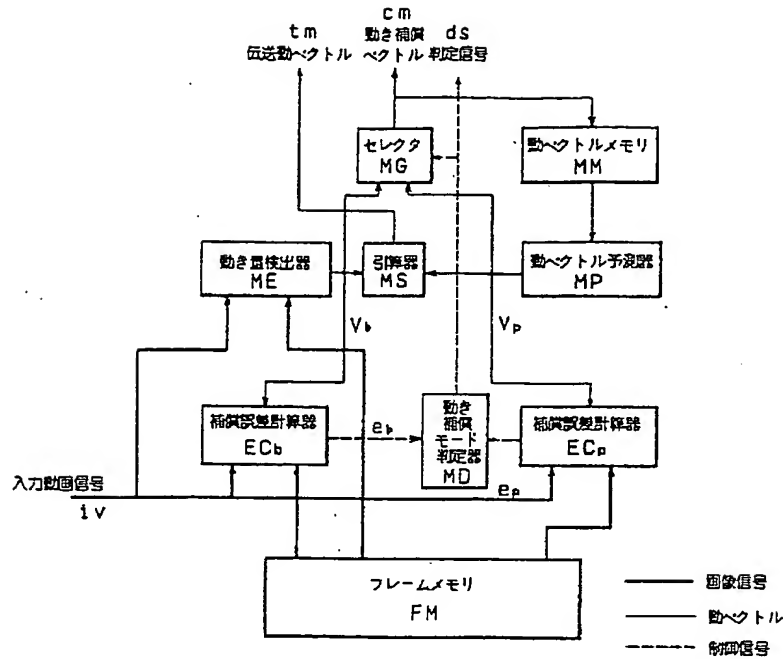 cm
tm 動き補償 ds
伝送動ベクトル ベクトル 判定信号
セレクタ
MG
動ベクトルメモリ
MM
動き量検出器
ME
引算器
MS
動ベクトル予測器
MP
Vb
Vp
補償誤差計算器
ECb
eb
動き
補償
モード
判定器
MD
補償誤差計算器
ECp
入力動画信号
iv
ep
フレームメモリ
FM
画像信号
動ベクトル
制御信号